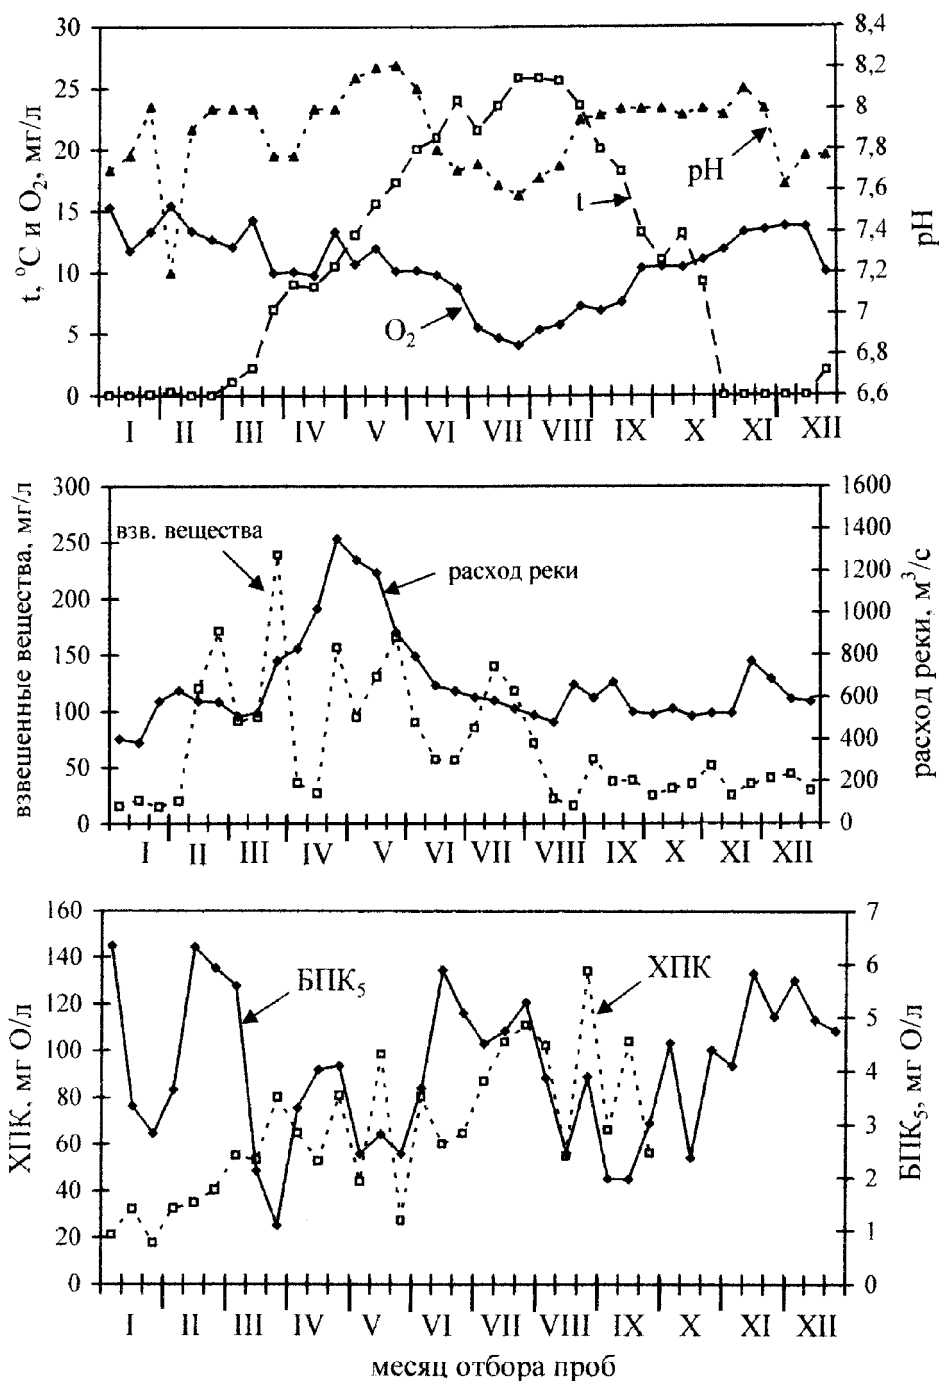 t, °C и O₂, мг/л
30
25
20
15
10
5
0
8,4
8,2
8
7,8
7,6
7,4
7,2
7
6,8
6,6
pH
pH
t
O₂
I II III IV V VI VII VIII IX X XI XII
взвешенные вещества, мг/л
300
250
200
150
100
50
0
1600
1400
1200
1000
800
600
400
200
0
расход реки, м³/с
взв. вещества
расход реки
I II III IV V VI VII VIII IX X XI XII
ХПК, мг О/л
160
140
120
100
80
60
40
20
0
7
6
5
4
3
2
1
0
БПК₅, мг О/л
БПК₅
ХПК
I II III IV V VI VII VIII IX X XI XII
месяц отбора проб